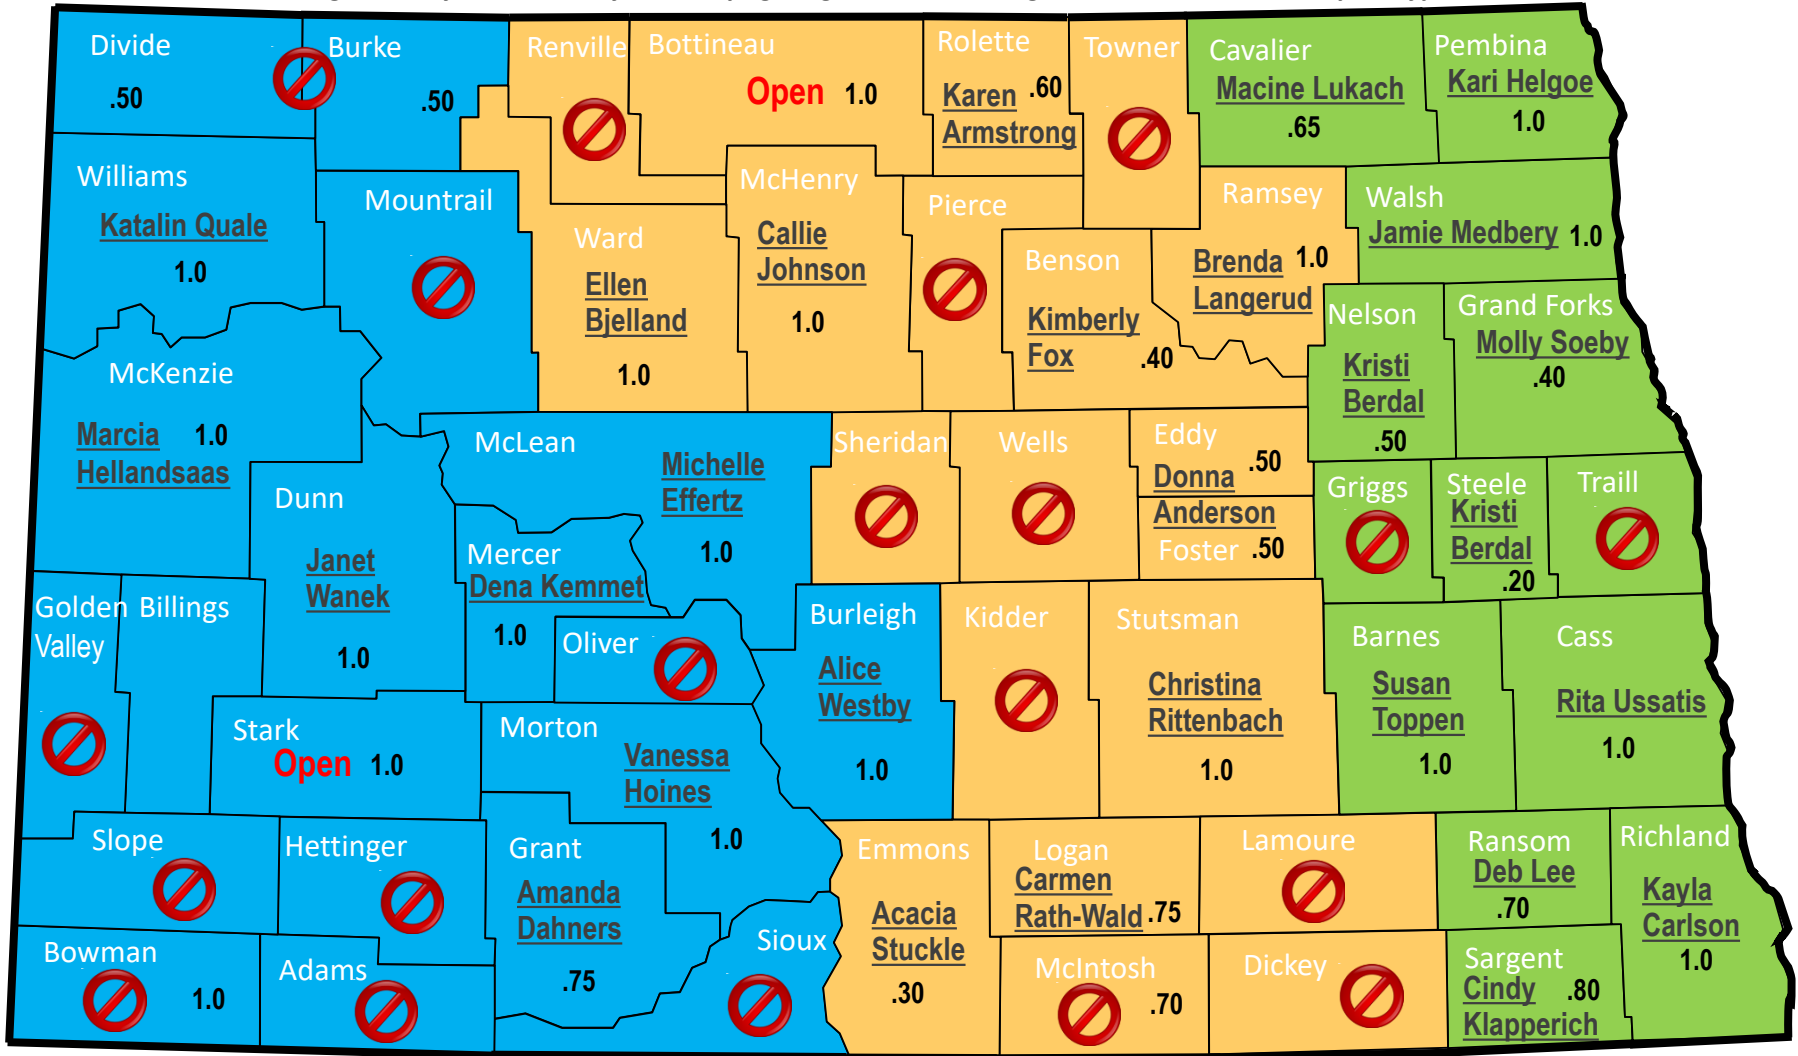 Divide
.50
Burke
.50
Renville
Bottineau
Open 1.0
Rolette
Karen .60
Armstrong
Towner
Cavalier
Macine Lukach
.65
Pembina
Kari Helgoe
1.0
Williams
Katalin Quale
1.0
Mountrail
Ward
Ellen
Bjelland
1.0
McHenry
Callie
Johnson
1.0
Pierce
Benson
Kimberly
Fox .40
Ramsey
Brenda 1.0
Langerud
Walsh
Jamie Medbery 1.0
Nelson
Kristi
Berdal
.50
Grand Forks
Molly Soeby
.40
McKenzie
Marcia 1.0
Hellandsaas
Dunn
Janet
Wanek
1.0
McLean
Michelle
Effertz
1.0
Mercer
Dena Kemmet
1.0
Oliver
Sheridan
Wells
Eddy
Donna .50
Anderson
Foster .50
Griggs
Steele
Kristi
Berdal
.20
Traill
Golden
Valley
Billings
Stark
Open 1.0
Morton
Vanessa
Hoines
1.0
Burleigh
Alice
Westby
1.0
Kidder
Stutsman
Christina
Rittenbach
1.0
Barnes
Susan
Toppen
1.0
Cass
Rita Ussatis
1.0
Slope
Hettinger
Grant
Amanda
Dahners
.75
Emmons
Acacia
Stuckle
.30
Logan
Carmen
Rath-Wald .75
Lamoure
Ransom
Deb Lee
.70
Richland
Kayla
Carlson
1.0
Bowman
1.0
Adams
Sioux
McIntosh
.70
Dickey
Sargent
Cindy .80
Klapperich